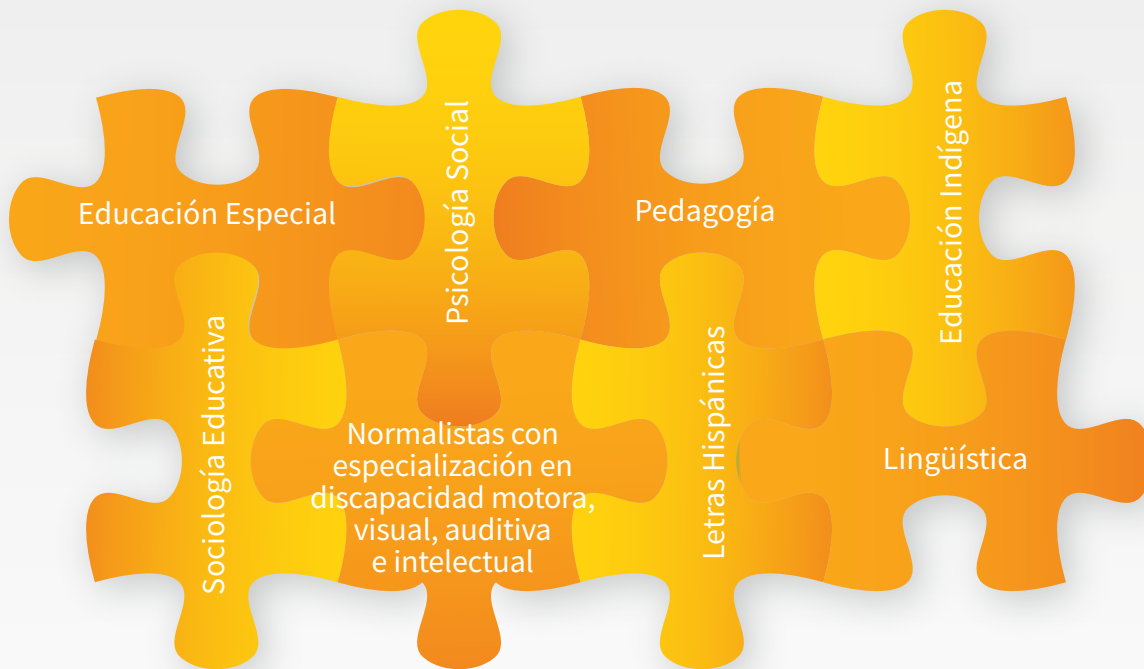 Educación Especial
Psicología Social
Pedagogía
Educación Indígena
Sociología Educativa
Normalistas con
especialización en
discapacidad motora,
visual, auditiva
e intelectual
Letras Hispánicas
Lingüística